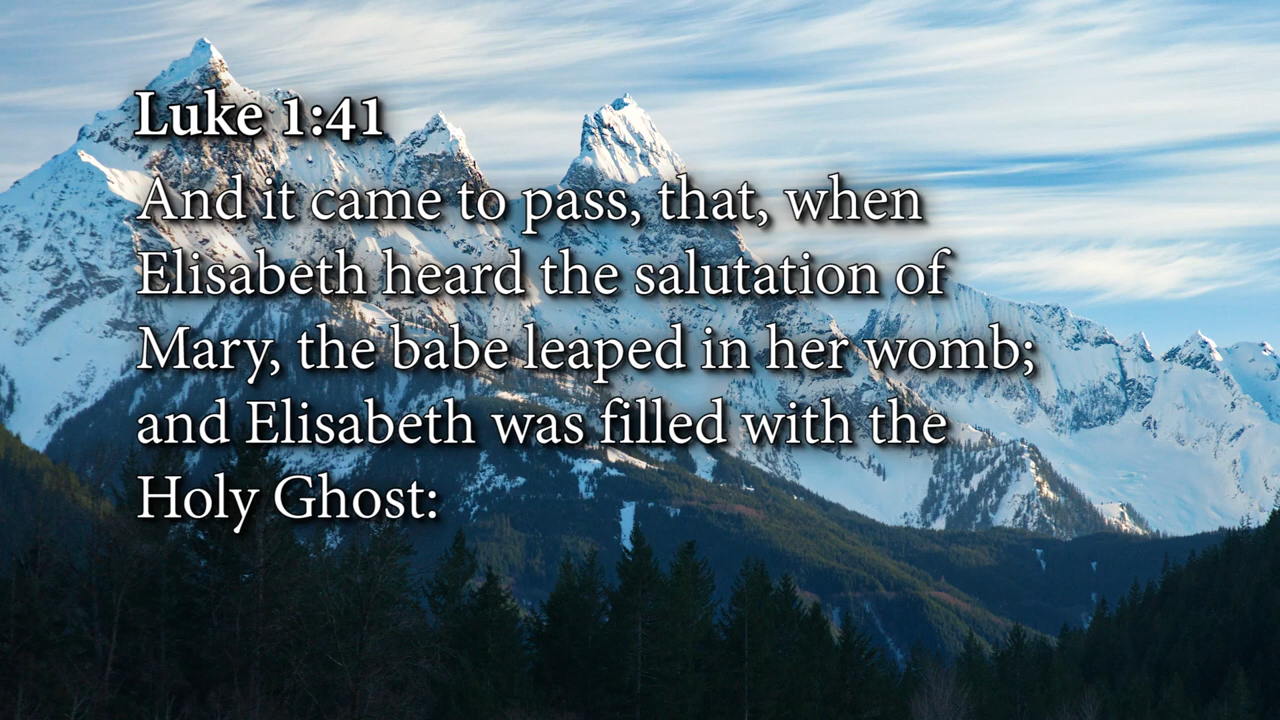 Luke 1:41
And it came to pass, that, when
Elisabeth heard the salutation of
Mary, the babe leaped in her womb;
and Elisabeth was filled with the
Holy Ghost: